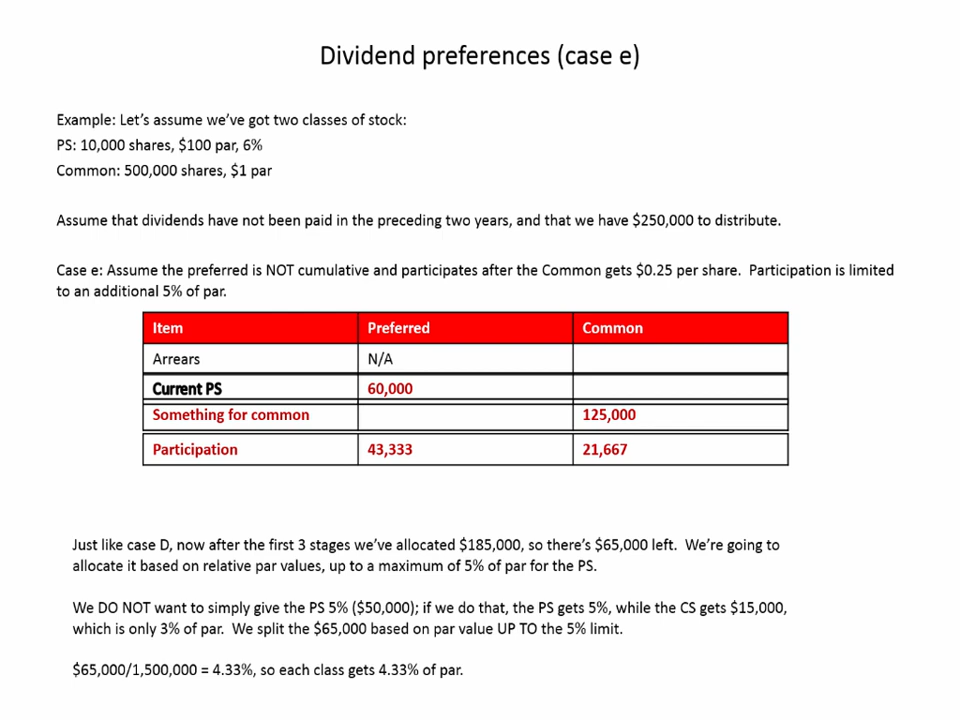 Dividend preferences (case e)
Example: Let's assume we've got two classes of stock:
PS: 10,000 shares, $100 par, 6%
Common: 500,000 shares, $1 par
Assume that dividends have not been paid in the preceding two years, and that we have $250,000 to distribute.
Case e: Assume the preferred is NOT cumulative and participates after the Common gets $0.25 per share.  Participation is limited
to an additional 5% of par.
Item Preferred Common
Arrears N/A
Current PS 60,000
Something for common 125,000
Participation 43,333 21,667
Just like case D, now after the first 3 stages we've allocated $185,000, so there's $65,000 left.  We're going to
allocate it based on relative par values, up to a maximum of 5% of par for the PS.
We DO NOT want to simply give the PS 5% ($50,000); if we do that, the PS gets 5%, while the CS gets $15,000,
which is only 3% of par.  We split the $65,000 based on par value UP TO the 5% limit.
$65,000/1,500,000 = 4.33%, so each class gets 4.33% of par.